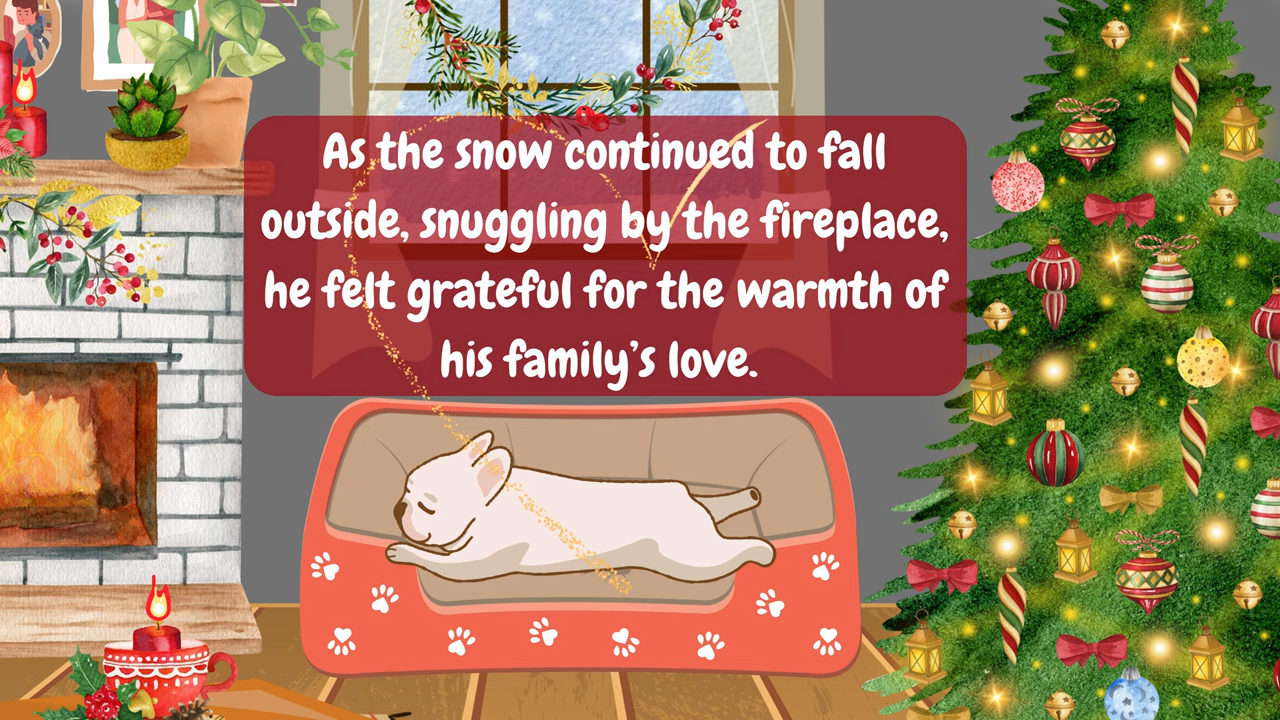 As the snow continued to fall
outside, snuggling by the fireplace,
he felt grateful for the warmth of
his family's love.